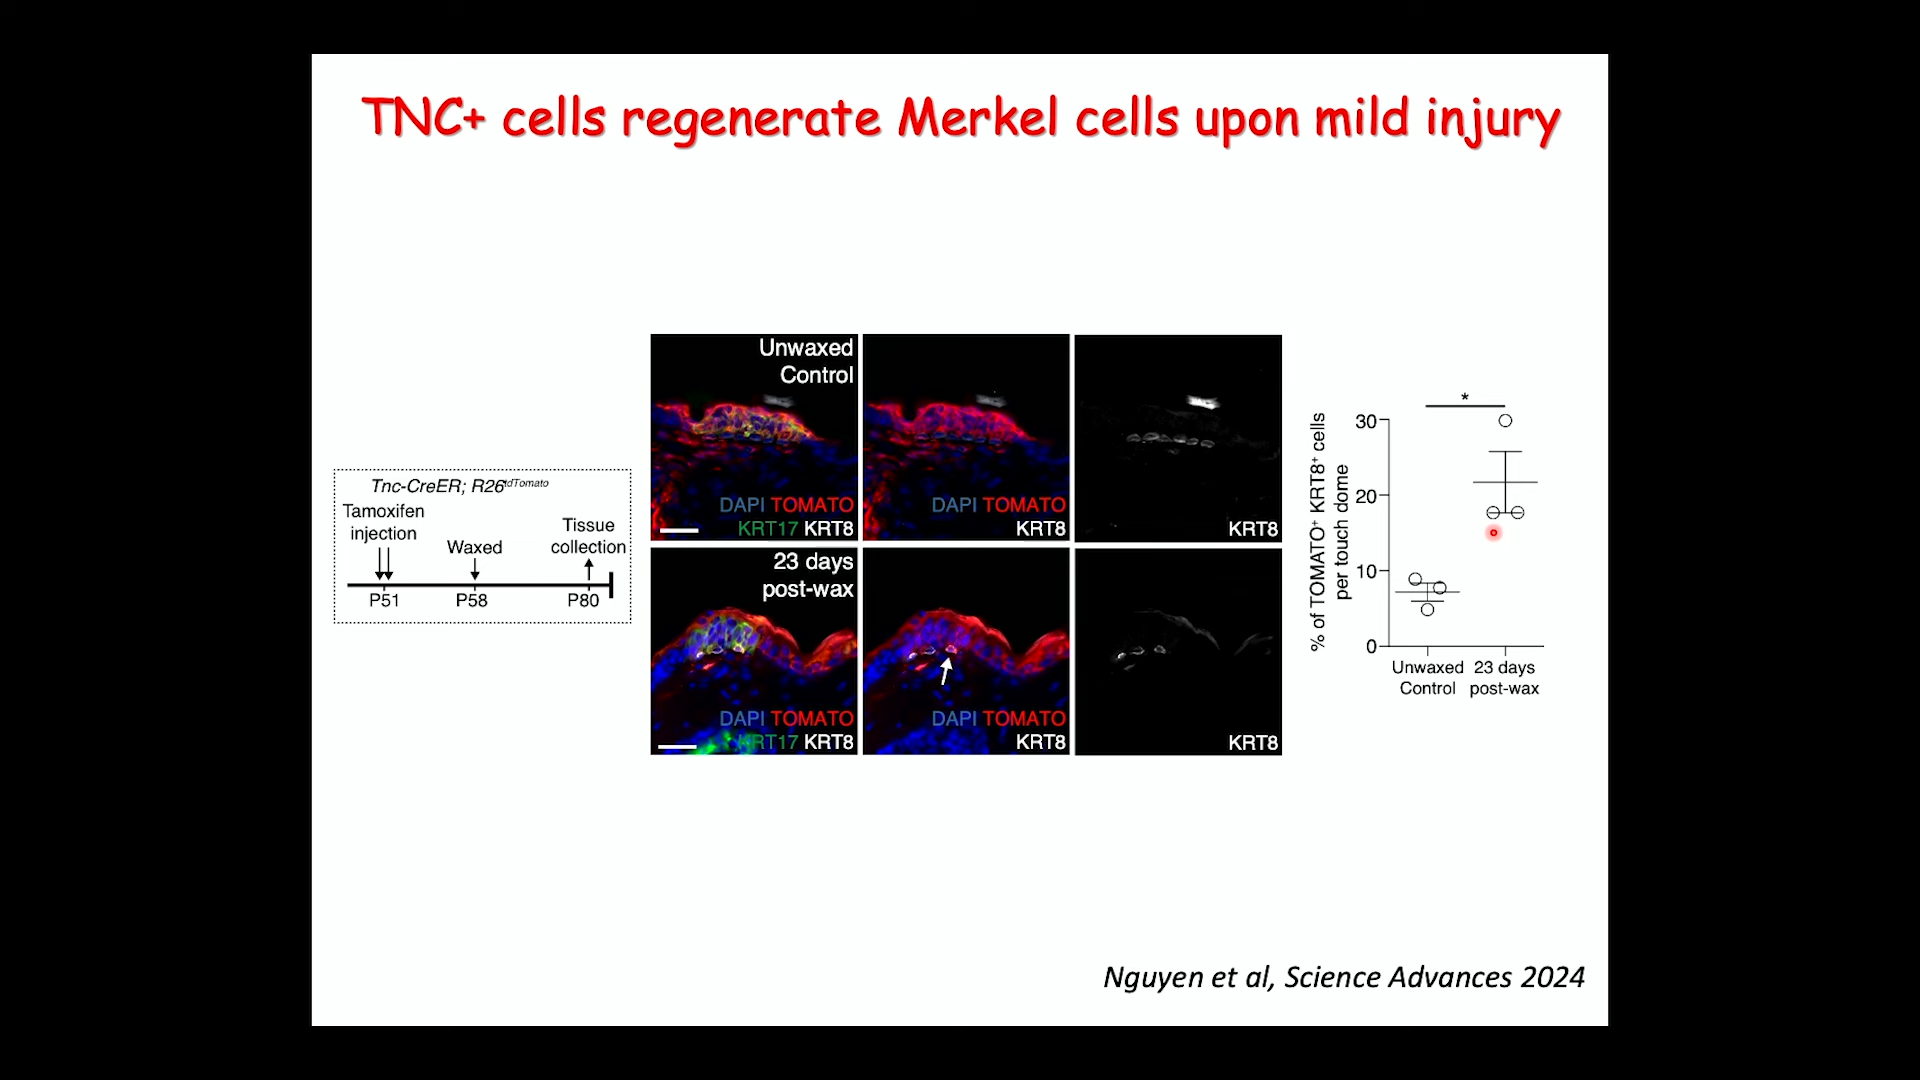 TNC+ cells regenerate Merkel cells upon mild injury
Tnc-CreER; R26tdTomato
Tamoxifen
injection
Waxed
Tissue
collection
P51
P58
P80
Unwaxed
Control
DAPI TOMATO
KRT17 KRT8
DAPI TOMATO
KRT8
KRT8
23 days
post-wax
DAPI TOMATO
KRT17 KRT8
DAPI TOMATO
KRT8
KRT8
% of TOMATO⁺ KRT8⁺ cells
per touch dome
*
30
20
10
0
Unwaxed
Control
23 days
post-wax
Nguyen et al, Science Advances 2024